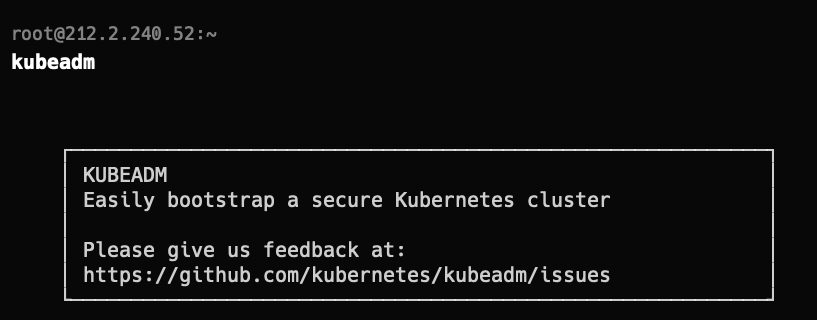 root@212.2.240.52:~
kubeadm
KUBEADM
Easily bootstrap a secure Kubernetes cluster
Please give us feedback at:
https://github.com/kubernetes/kubeadm/issues